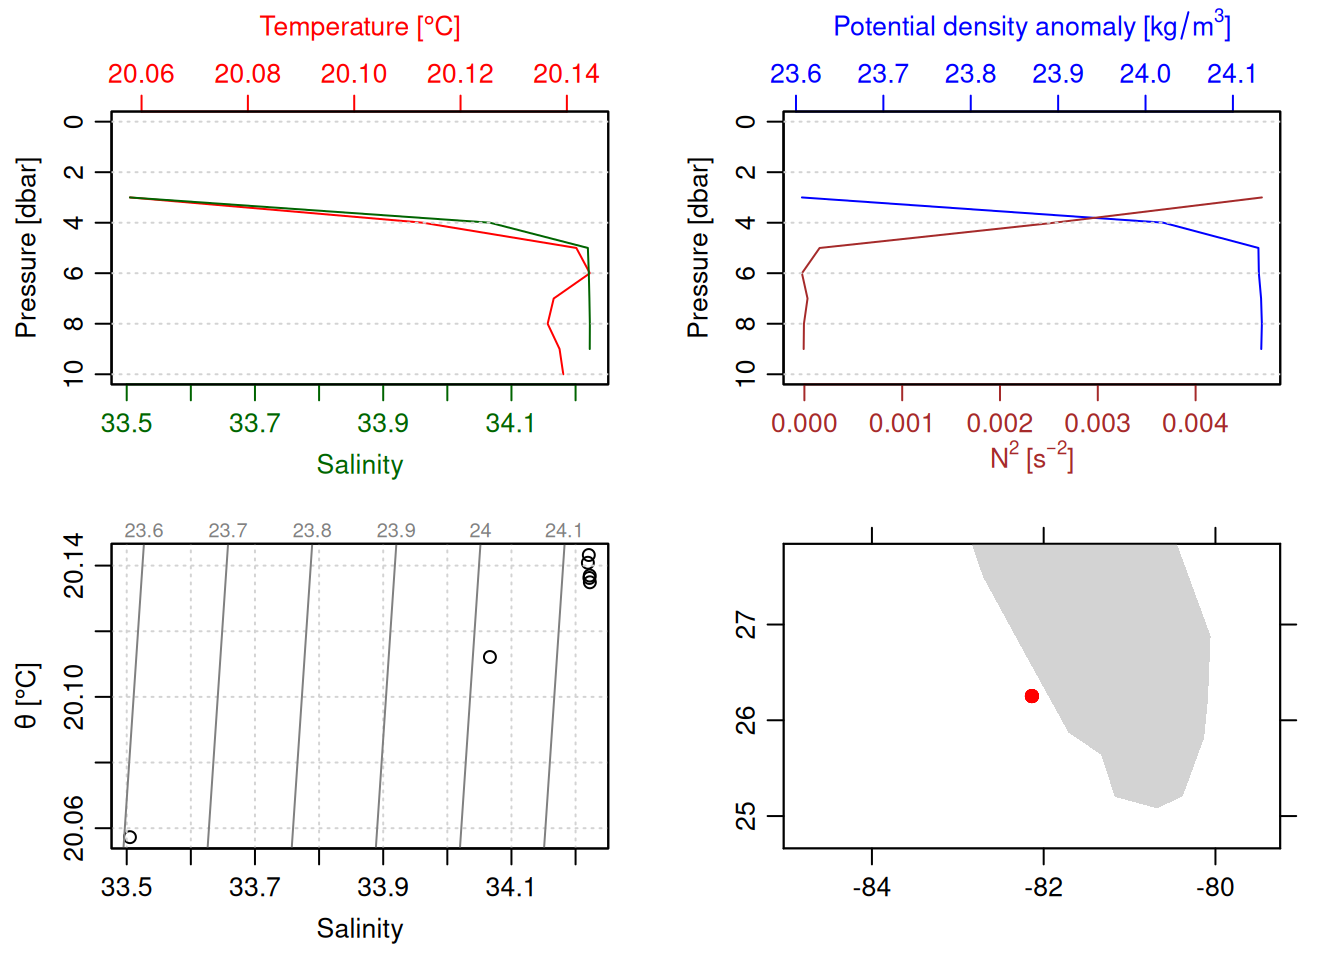 Temperature [°C]
20.06 20.08 20.10 20.12 20.14
Pressure [dbar]
0 2 4 6 8 10
33.5 33.7 33.9 34.1
Salinity
Potential density anomaly [kg/m³]
23.6 23.7 23.8 23.9 24.0 24.1
Pressure [dbar]
0 2 4 6 8 10
0.000 0.001 0.002 0.003 0.004
N² [s⁻²]
23.6 23.7 23.8 23.9 24 24.1
θ [°C]
20.06 20.10 20.14
33.5 33.7 33.9 34.1
Salinity
25 26 27
-84 -82 -80